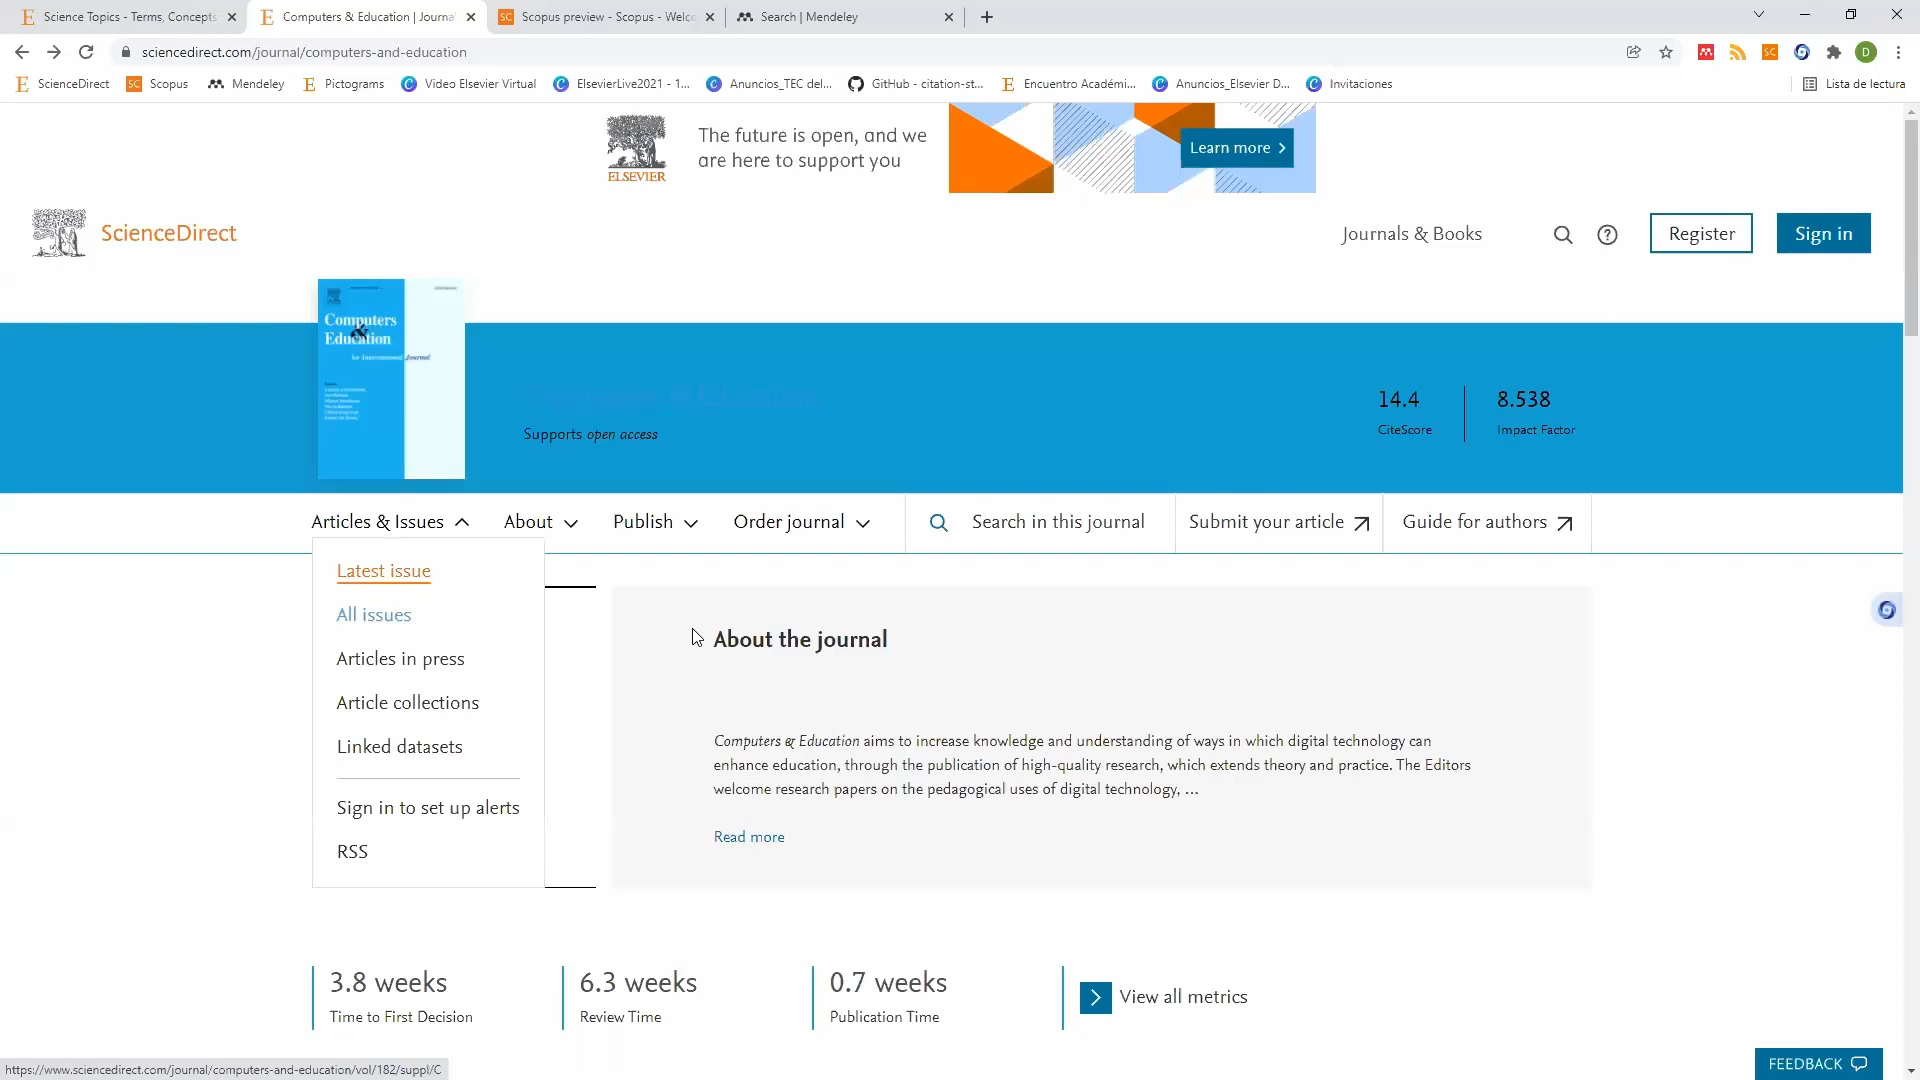 Science Topics - Terms, Concepts
Computers & Education | Journa
SC Scopus preview - Scopus - Welc
Search | Mendeley
sciencedirect.com/journal/computers-and-education
SC
D
ScienceDirect
SC Scopus
Mendeley
Pictograms
Video Elsevier Virtual
ElsevierLive2021 - 1...
Anuncios_TEC del...
GitHub - citation-st...
Encuentro Académi...
Anuncios_Elsevier D...
Invitaciones
Lista de lectura
ELSEVIER
The future is open, and we
are here to support you
Learn more
ScienceDirect
Journals & Books
Register
Sign in
Computers
&
Education
An International Journal
Supports open access
14.4
CiteScore
8.538
Impact Factor
Articles & Issues
About
Publish
Order journal
Search in this journal
Submit your article
Guide for authors
Latest issue
All issues
Articles in press
Article collections
Linked datasets
Sign in to set up alerts
RSS
About the journal
Computers & Education aims to increase knowledge and understanding of ways in which digital technology can
enhance education, through the publication of high-quality research, which extends theory and practice. The Editors
welcome research papers on the pedagogical uses of digital technology, ...
Read more
3.8 weeks
Time to First Decision
6.3 weeks
Review Time
0.7 weeks
Publication Time
View all metrics
https://www.sciencedirect.com/journal/computers-and-education/vol/182/suppl/C
FEEDBACK